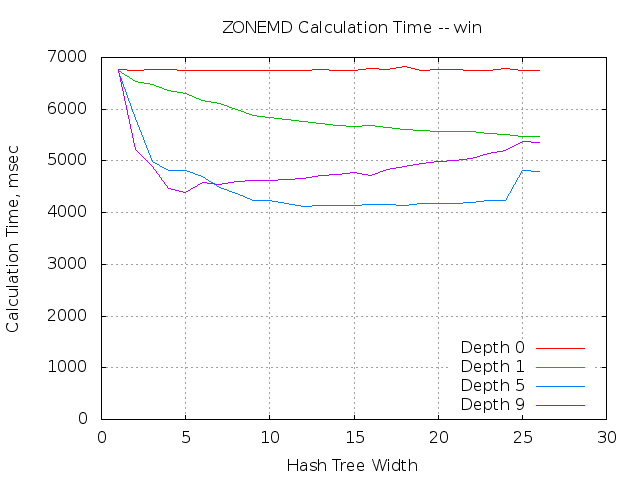 ZONEMD Calculation Time -- win
7000
6000
5000
4000
3000
2000
1000
0
Calculation Time, msec
Depth 0
Depth 1
Depth 5
Depth 9
0 5 10 15 20 25 30
Hash Tree Width